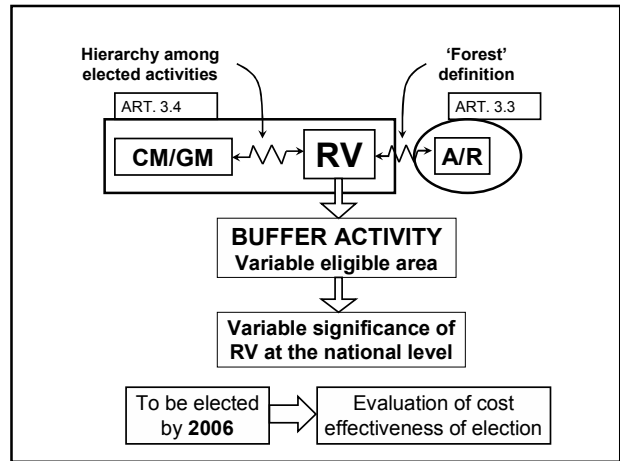 Hierarchy among
elected activities
‘Forest’
definition
ART. 3.4
ART. 3.3
CM/GM
RV
A/R
BUFFER ACTIVITY
Variable eligible area
Variable significance of
RV at the national level
To be elected
by 2006
Evaluation of cost
effectiveness of election